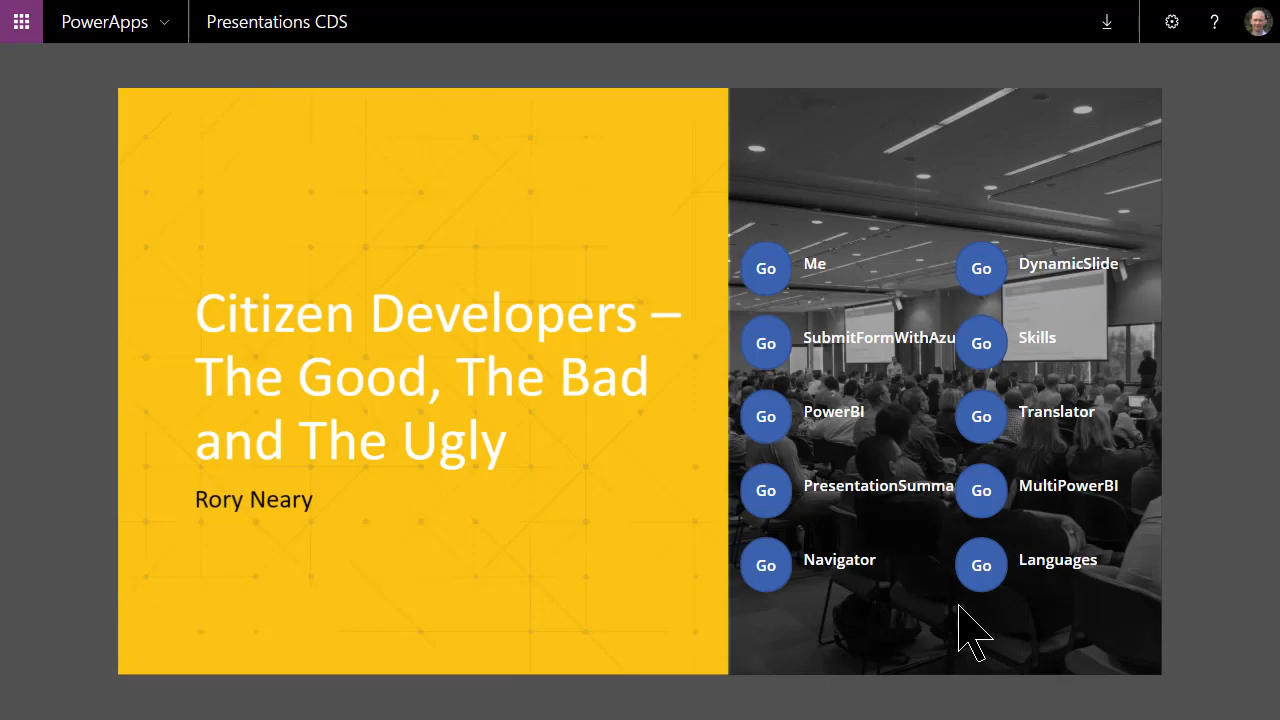 PowerApps
Presentations CDS
?
Citizen Developers –
The Good, The Bad
and The Ugly
Rory Neary
Go Me
Go DynamicSlide
Go SubmitFormWithAzu
Go Skills
Go PowerBI
Go Translator
Go PresentationSumma
Go MultiPowerBI
Go Navigator
Go Languages